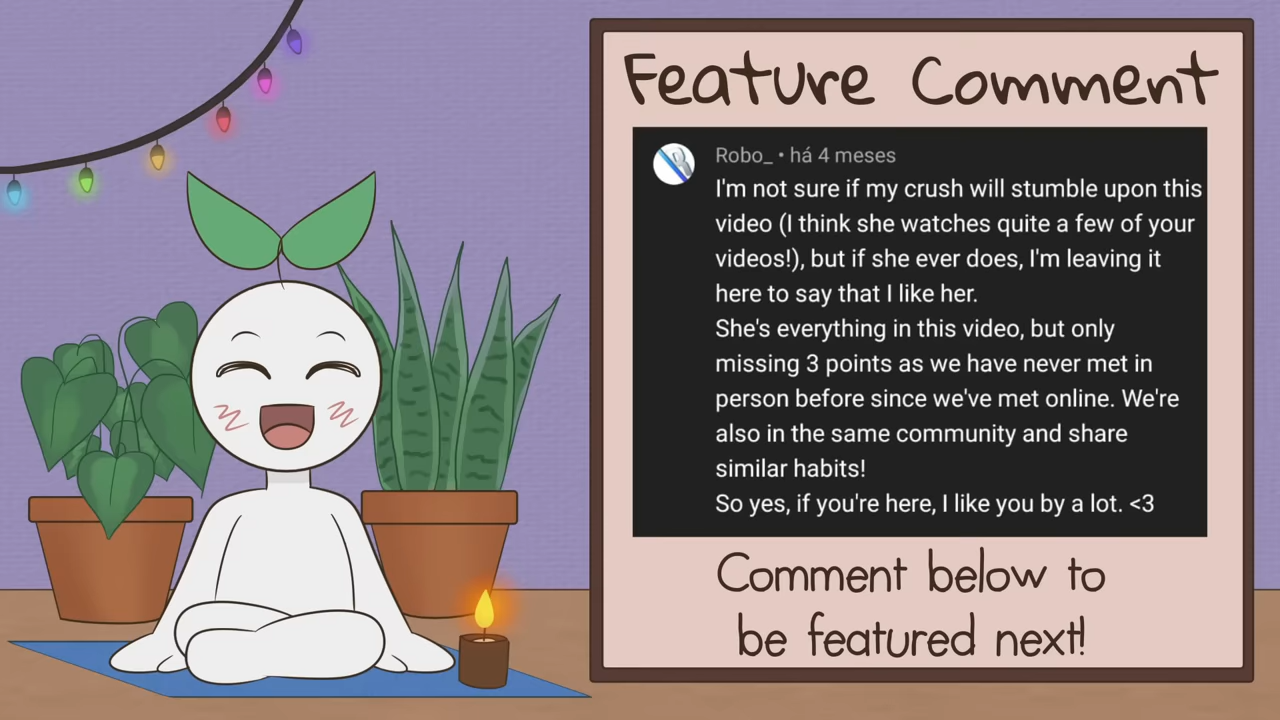 Feature Comment
Robo_ • há 4 meses
I'm not sure if my crush will stumble upon this
video (I think she watches quite a few of your
videos!), but if she ever does, I'm leaving it
here to say that I like her.
She's everything in this video, but only
missing 3 points as we have never met in
person before since we've met online. We're
also in the same community and share
similar habits!
So yes, if you're here, I like you by a lot. <3
Comment below to
be featured next!